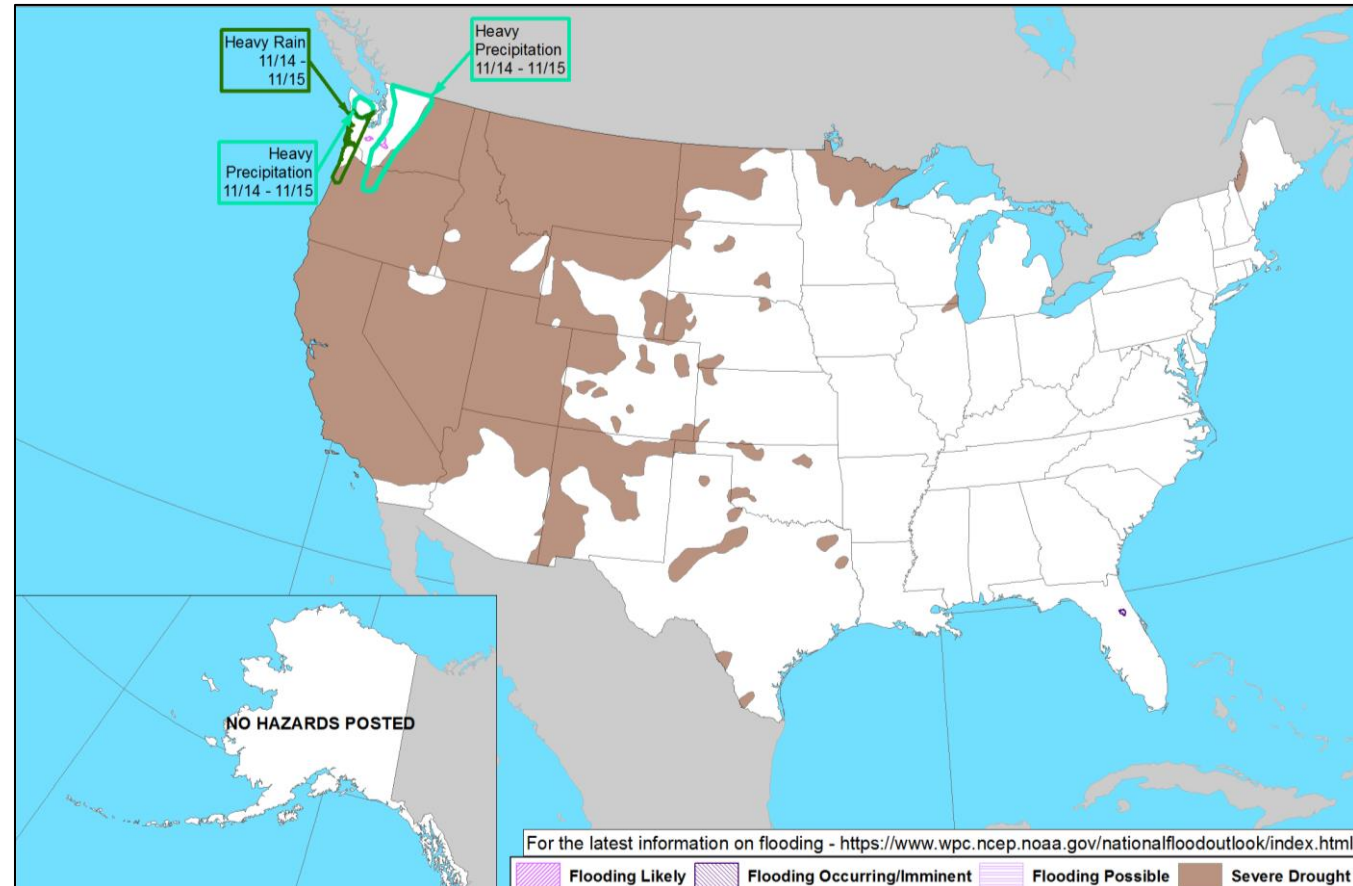 Heavy Rain
11/14 -
11/15
Heavy
Precipitation
11/14 - 11/15
Heavy
Precipitation
11/14 - 11/15
NO HAZARDS POSTED
For the latest information on flooding - https://www.wpc.ncep.noaa.gov/nationalfloodoutlook/index.html
Flooding Likely
Flooding Occurring/Imminent
Flooding Possible
Severe Drought